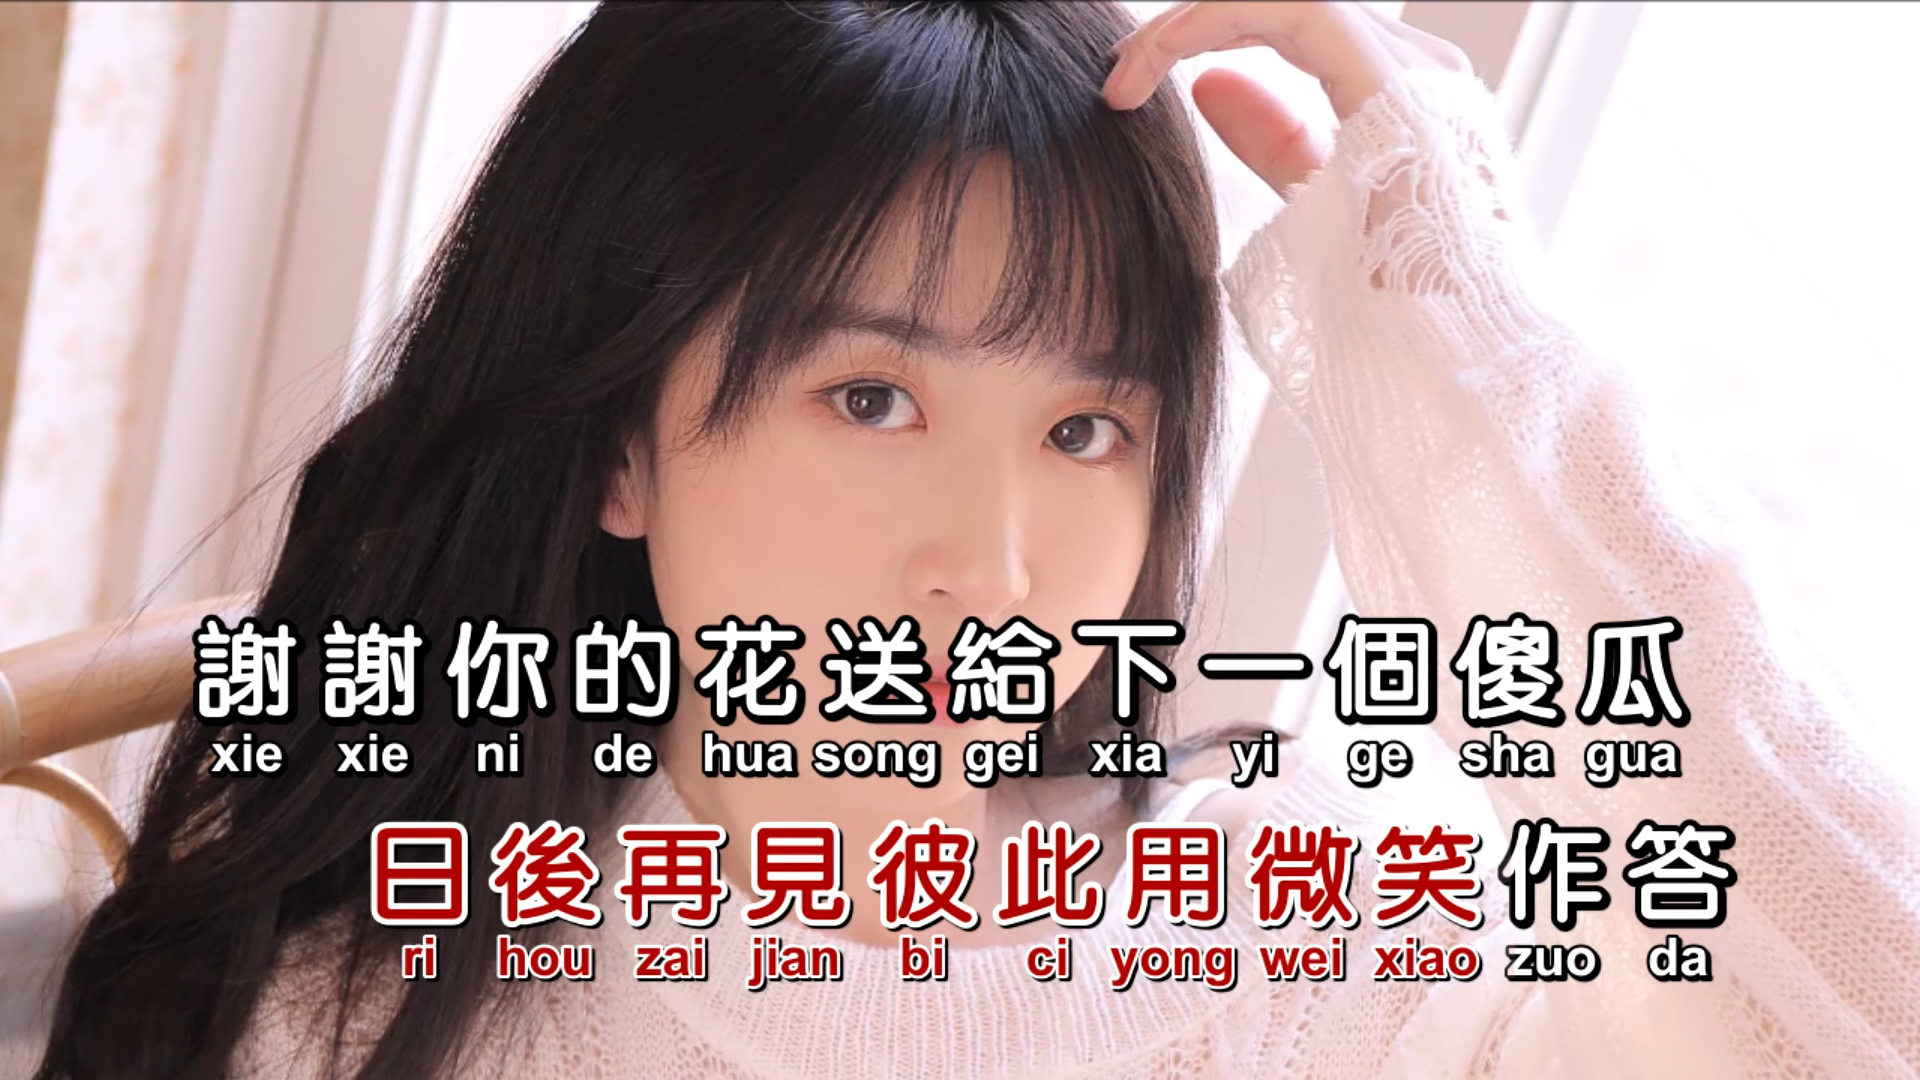 謝謝你的花送給下一個傻瓜
xie xie ni de hua song gei xia yi ge sha gua
日後再見彼此用微笑作答
ri hou zai jian bi ci yong wei xiao zuo da